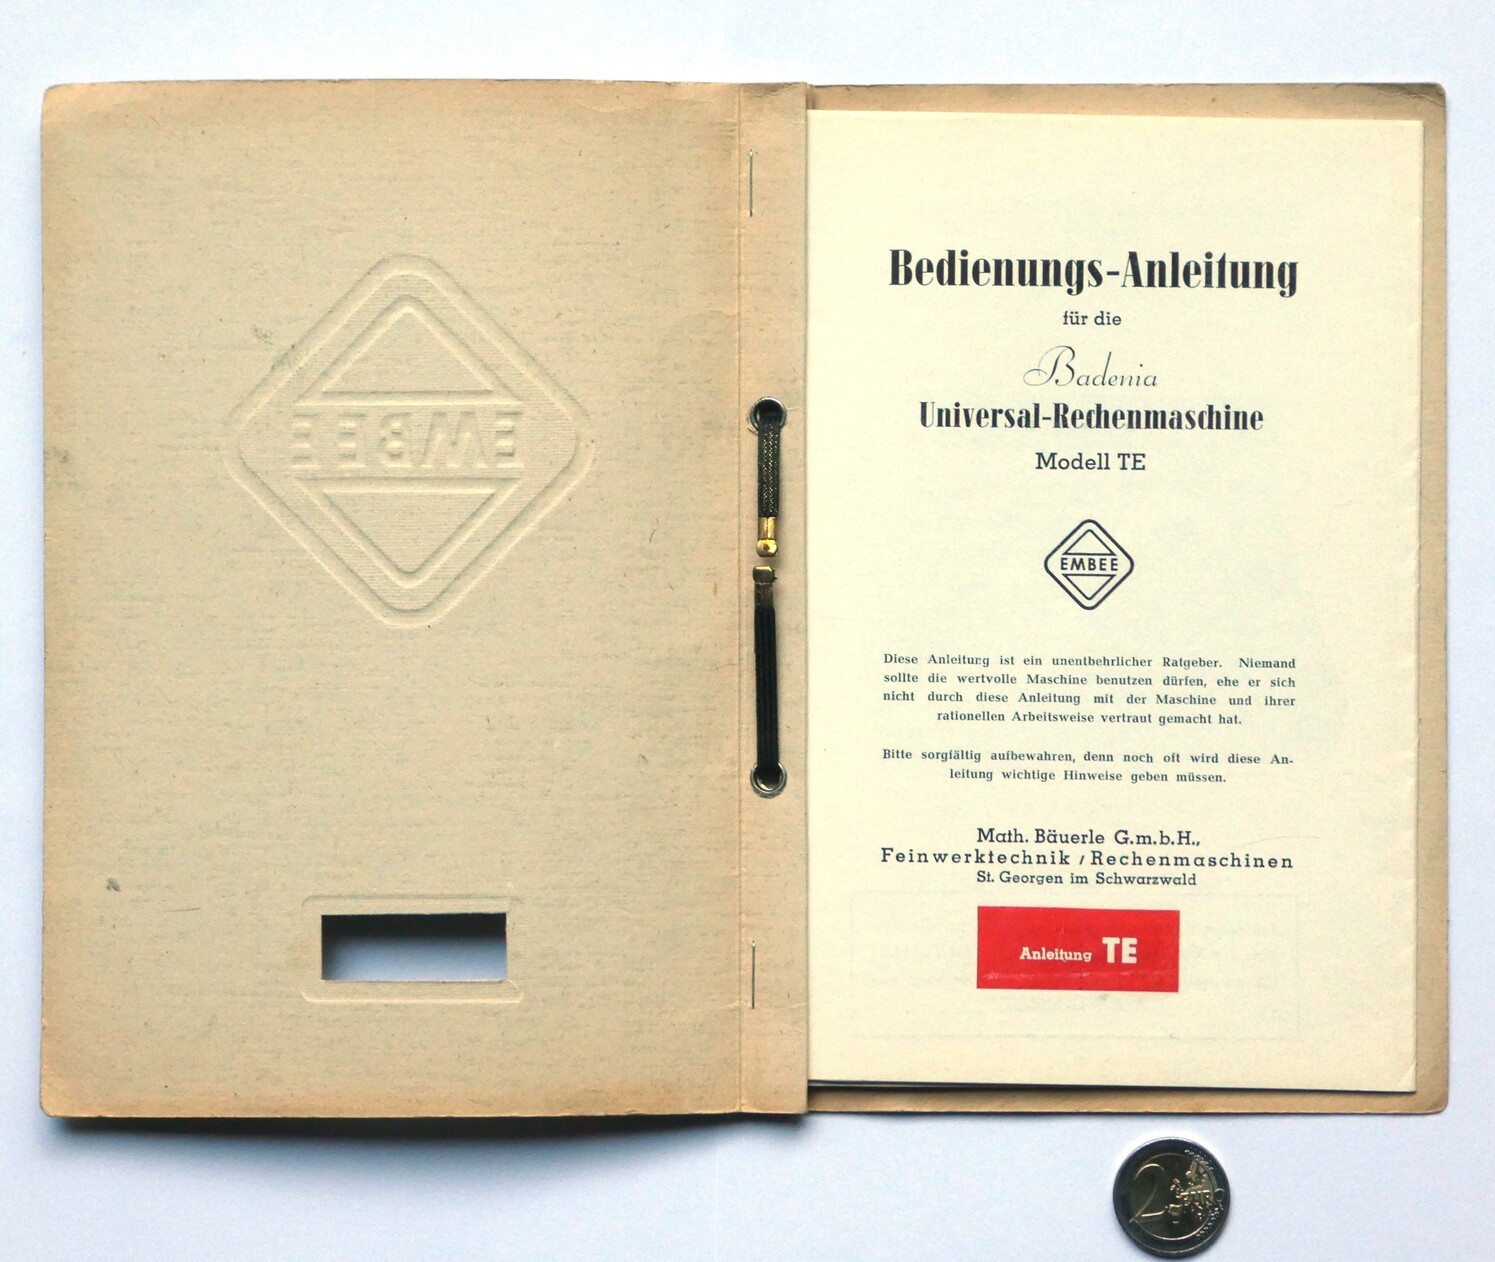 EMBEE
Bedienungs-Anleitung
für die
Badenia
Universal-Rechenmaschine
Modell TE
EMBEE
Diese Anleitung ist ein unentbehrlicher Ratgeber. Niemand
sollte die wertvolle Maschine benutzen dürfen, ehe er sich
nicht durch diese Anleitung mit der Maschine und ihrer
rationellen Arbeitsweise vertraut gemacht hat.
Bitte sorgfältig aufbewahren, denn noch oft wird diese An-
leitung wichtige Hinweise geben müssen.
Math. Bäuerle G.m.b.H.,
Feinwerktechnik / Rechenmaschinen
St. Georgen im Schwarzwald
Anleitung TE
2 EURO